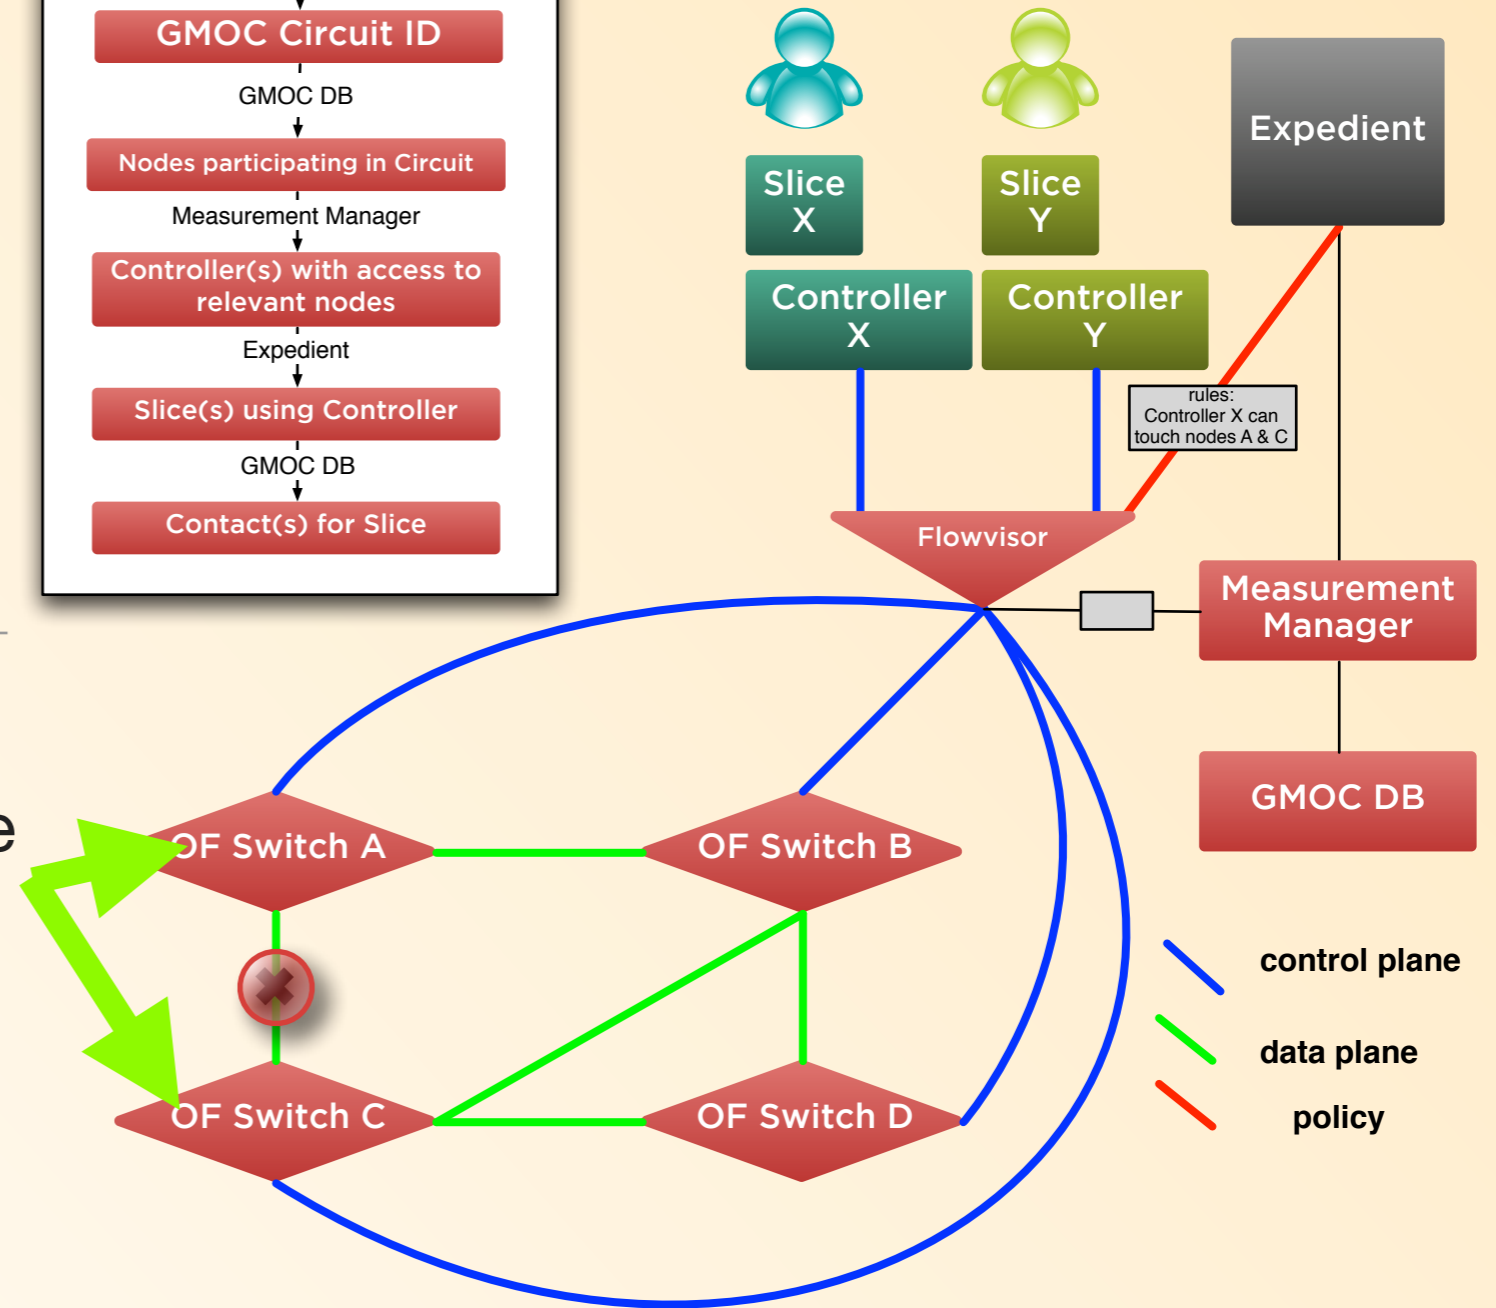 GMOC Circuit ID
GMOC DB
Nodes participating in Circuit
Measurement Manager
Controller(s) with access to
relevant nodes
Expedient
Slice(s) using Controller
GMOC DB
Contact(s) for Slice
Slice
X
Slice
Y
Expedient
Controller
X
Controller
Y
rules:
Controller X can
touch nodes A & C
Flowvisor
Measurement
Manager
GMOC DB
e
OF Switch A
OF Switch B
OF Switch C
OF Switch D
control plane
data plane
policy